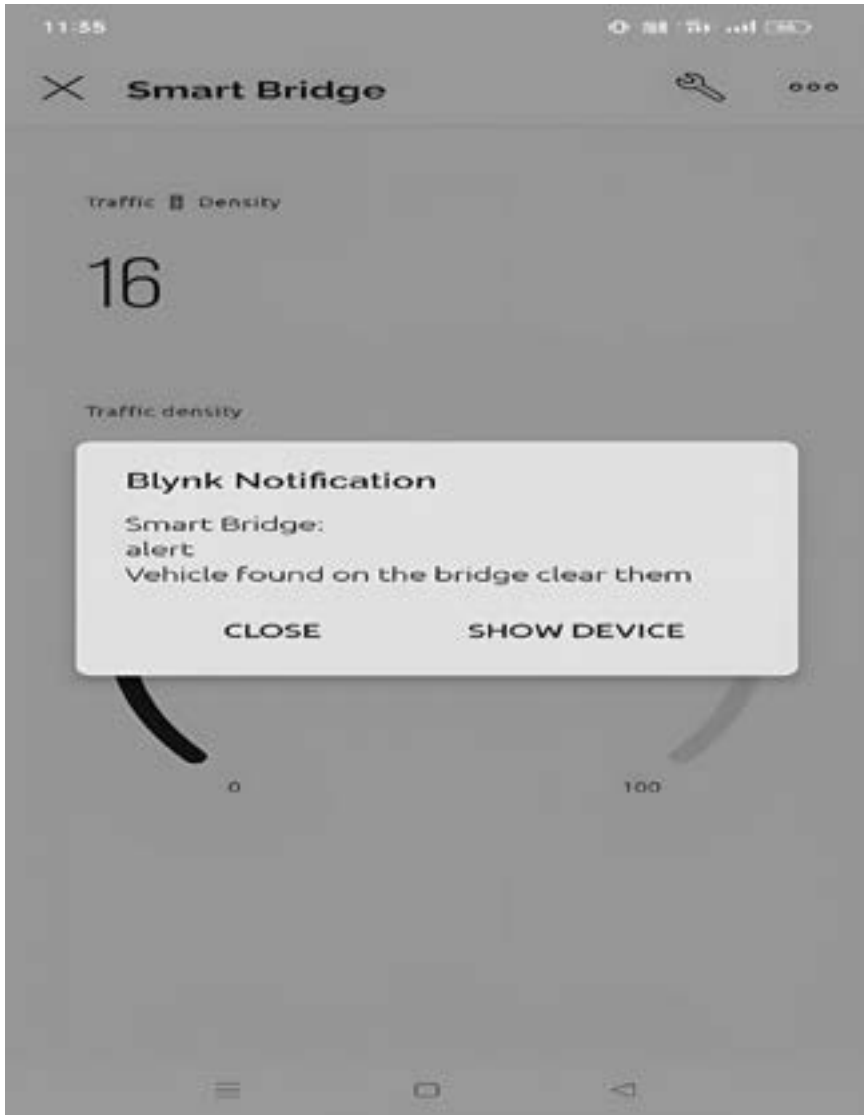 11:55
Smart Bridge
Traffic 🚦 Density
16
Traffic density
Blynk Notification
Smart Bridge:
alert
Vehicle found on the bridge clear them
CLOSE SHOW DEVICE
0 100